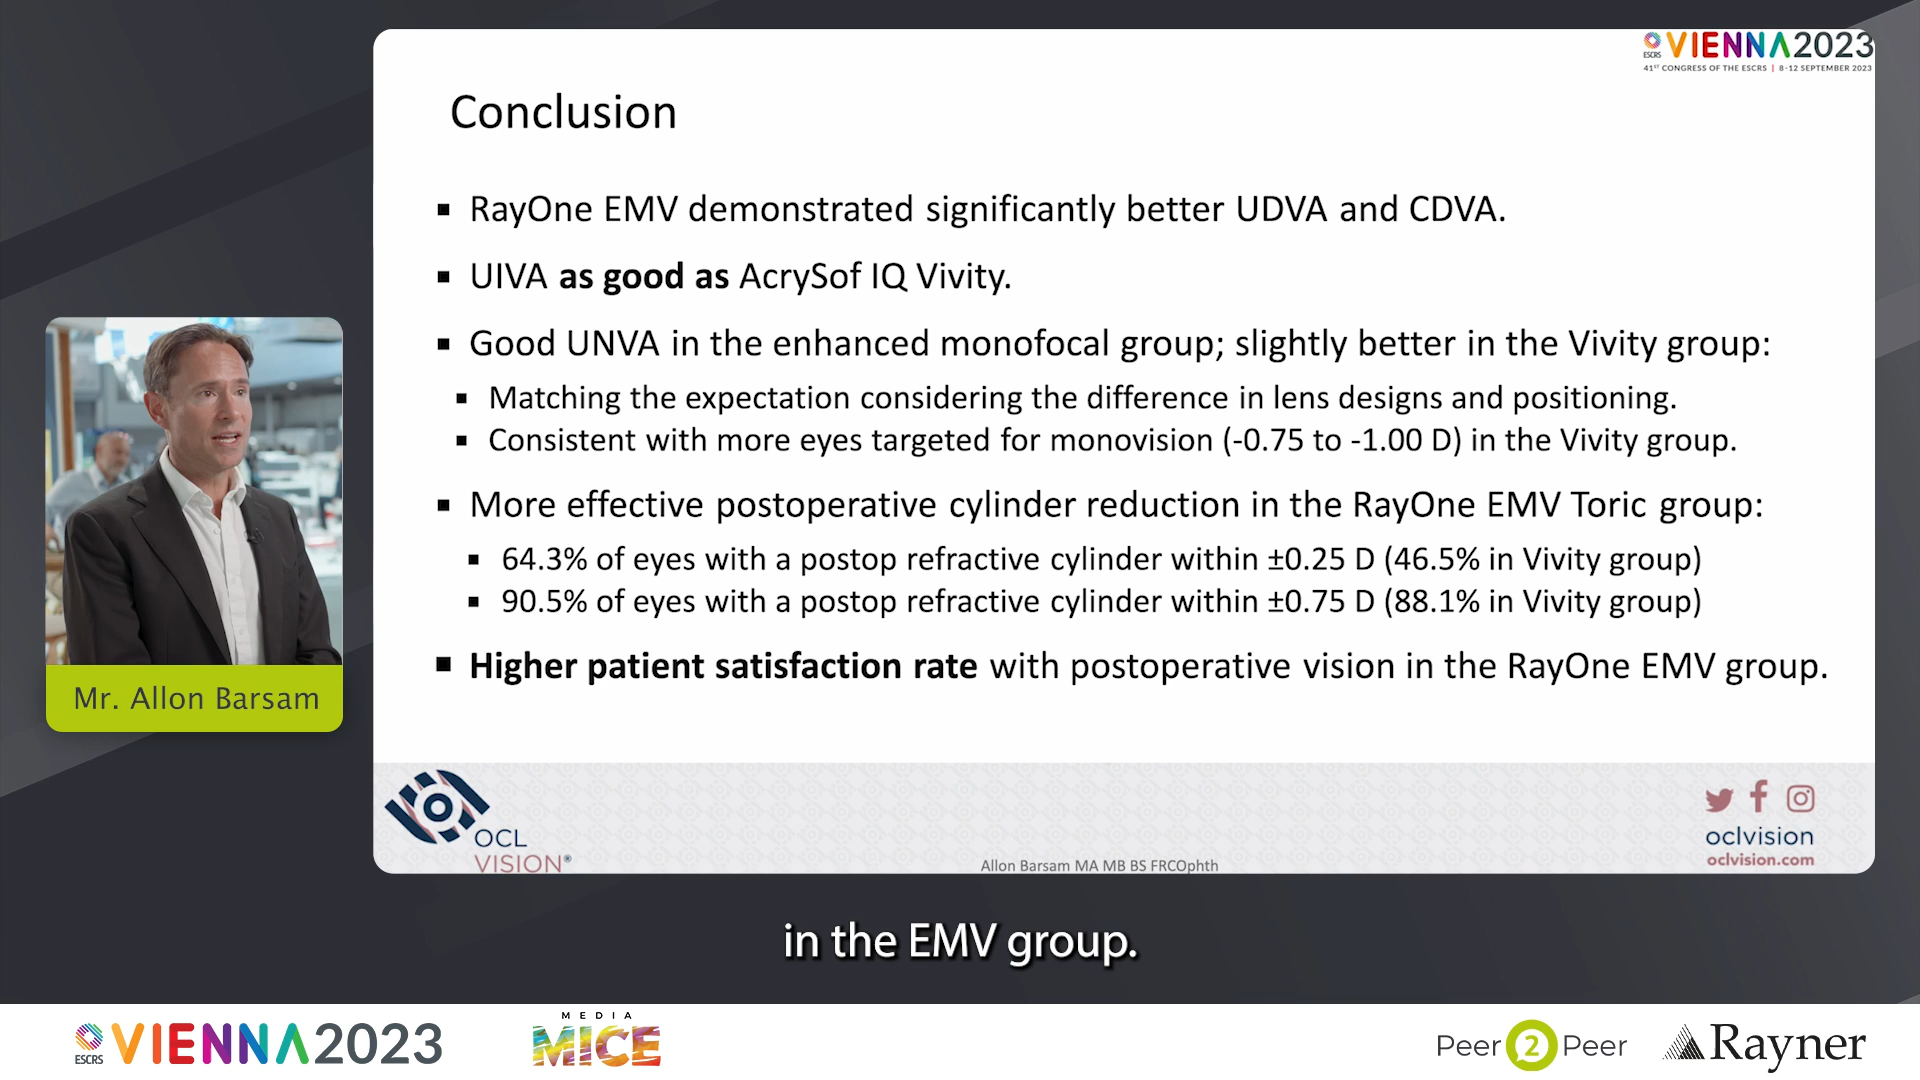 ESCRS VIENNA2023
41ST CONGRESS OF THE ESCRS | 8-12 SEPTEMBER 2023
Conclusion
▪ RayOne EMV demonstrated significantly better UDVA and CDVA.
▪ UIVA as good as AcrySof IQ Vivity.
▪ Good UNVA in the enhanced monofocal group; slightly better in the Vivity group:
▪ Matching the expectation considering the difference in lens designs and positioning.
▪ Consistent with more eyes targeted for monovision (-0.75 to -1.00 D) in the Vivity group.
▪ More effective postoperative cylinder reduction in the RayOne EMV Toric group:
▪ 64.3% of eyes with a postop refractive cylinder within ±0.25 D (46.5% in Vivity group)
▪ 90.5% of eyes with a postop refractive cylinder within ±0.75 D (88.1% in Vivity group)
▪ Higher patient satisfaction rate with postoperative vision in the RayOne EMV group.
Mr. Allon Barsam
OCL
VISION®
Allon Barsam MA MB BS FRCOphth
oclvision
oclvision.com
in the EMV group.
ESCRS VIENNA2023
MEDIA
MICE
Peer 2 Peer
Rayner